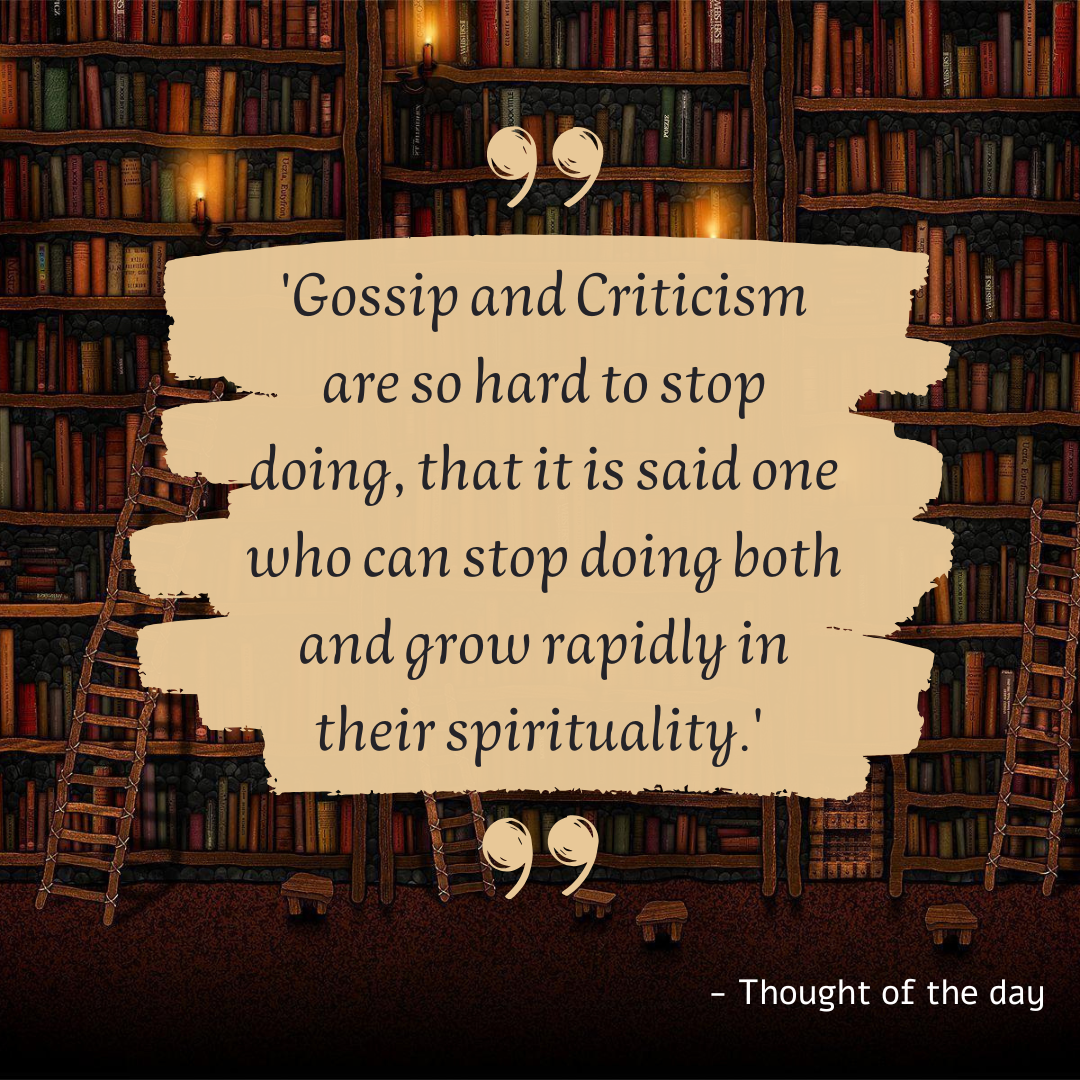 'Gossip and Criticism
are so hard to stop
doing, that it is said one
who can stop doing both
and grow rapidly in
their spirituality.'
– Thought of the day